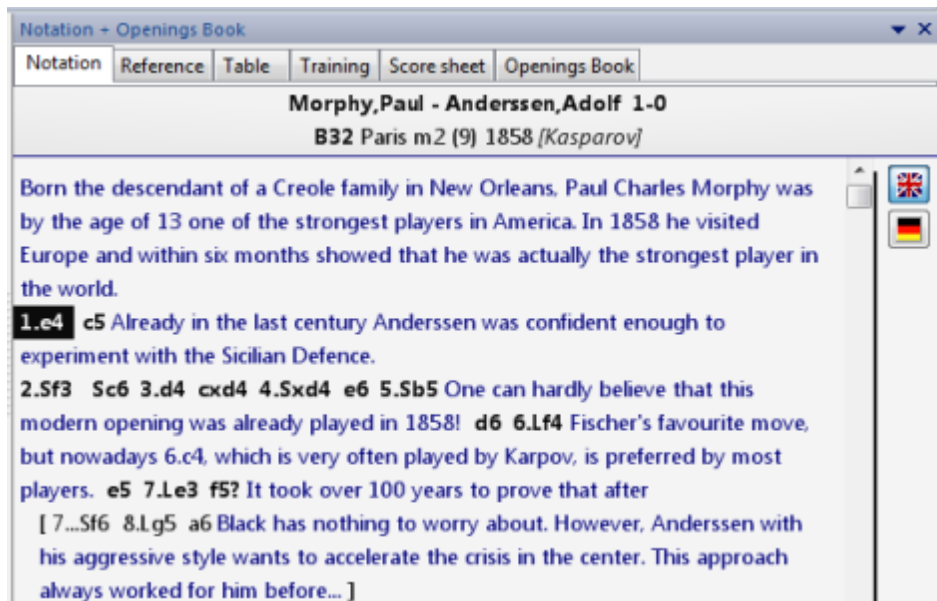 Notation + Openings Book
Notation Reference Table Training Score sheet Openings Book
Morphy,Paul - Anderssen,Adolf 1-0
B32 Paris m2 (9) 1858 [Kasparov]
Born the descendant of a Creole family in New Orleans, Paul Charles Morphy was
by the age of 13 one of the strongest players in America. In 1858 he visited
Europe and within six months showed that he was actually the strongest player in
the world.
1.e4 c5 Already in the last century Anderssen was confident enough to
experiment with the Sicilian Defence.
2.Sf3 Sc6 3.d4 cxd4 4.Sxd4 e6 5.Sb5 One can hardly believe that this
modern opening was already played in 1858! d6 6.Lf4 Fischer's favourite move,
but nowadays 6.c4, which is very often played by Karpov, is preferred by most
players. e5 7.Le3 f5? It took over 100 years to prove that after
[ 7...Sf6 8.Lg5 a6 Black has nothing to worry about. However, Anderssen with
his aggressive style wants to accelerate the crisis in the center. This approach
always worked for him before... ]